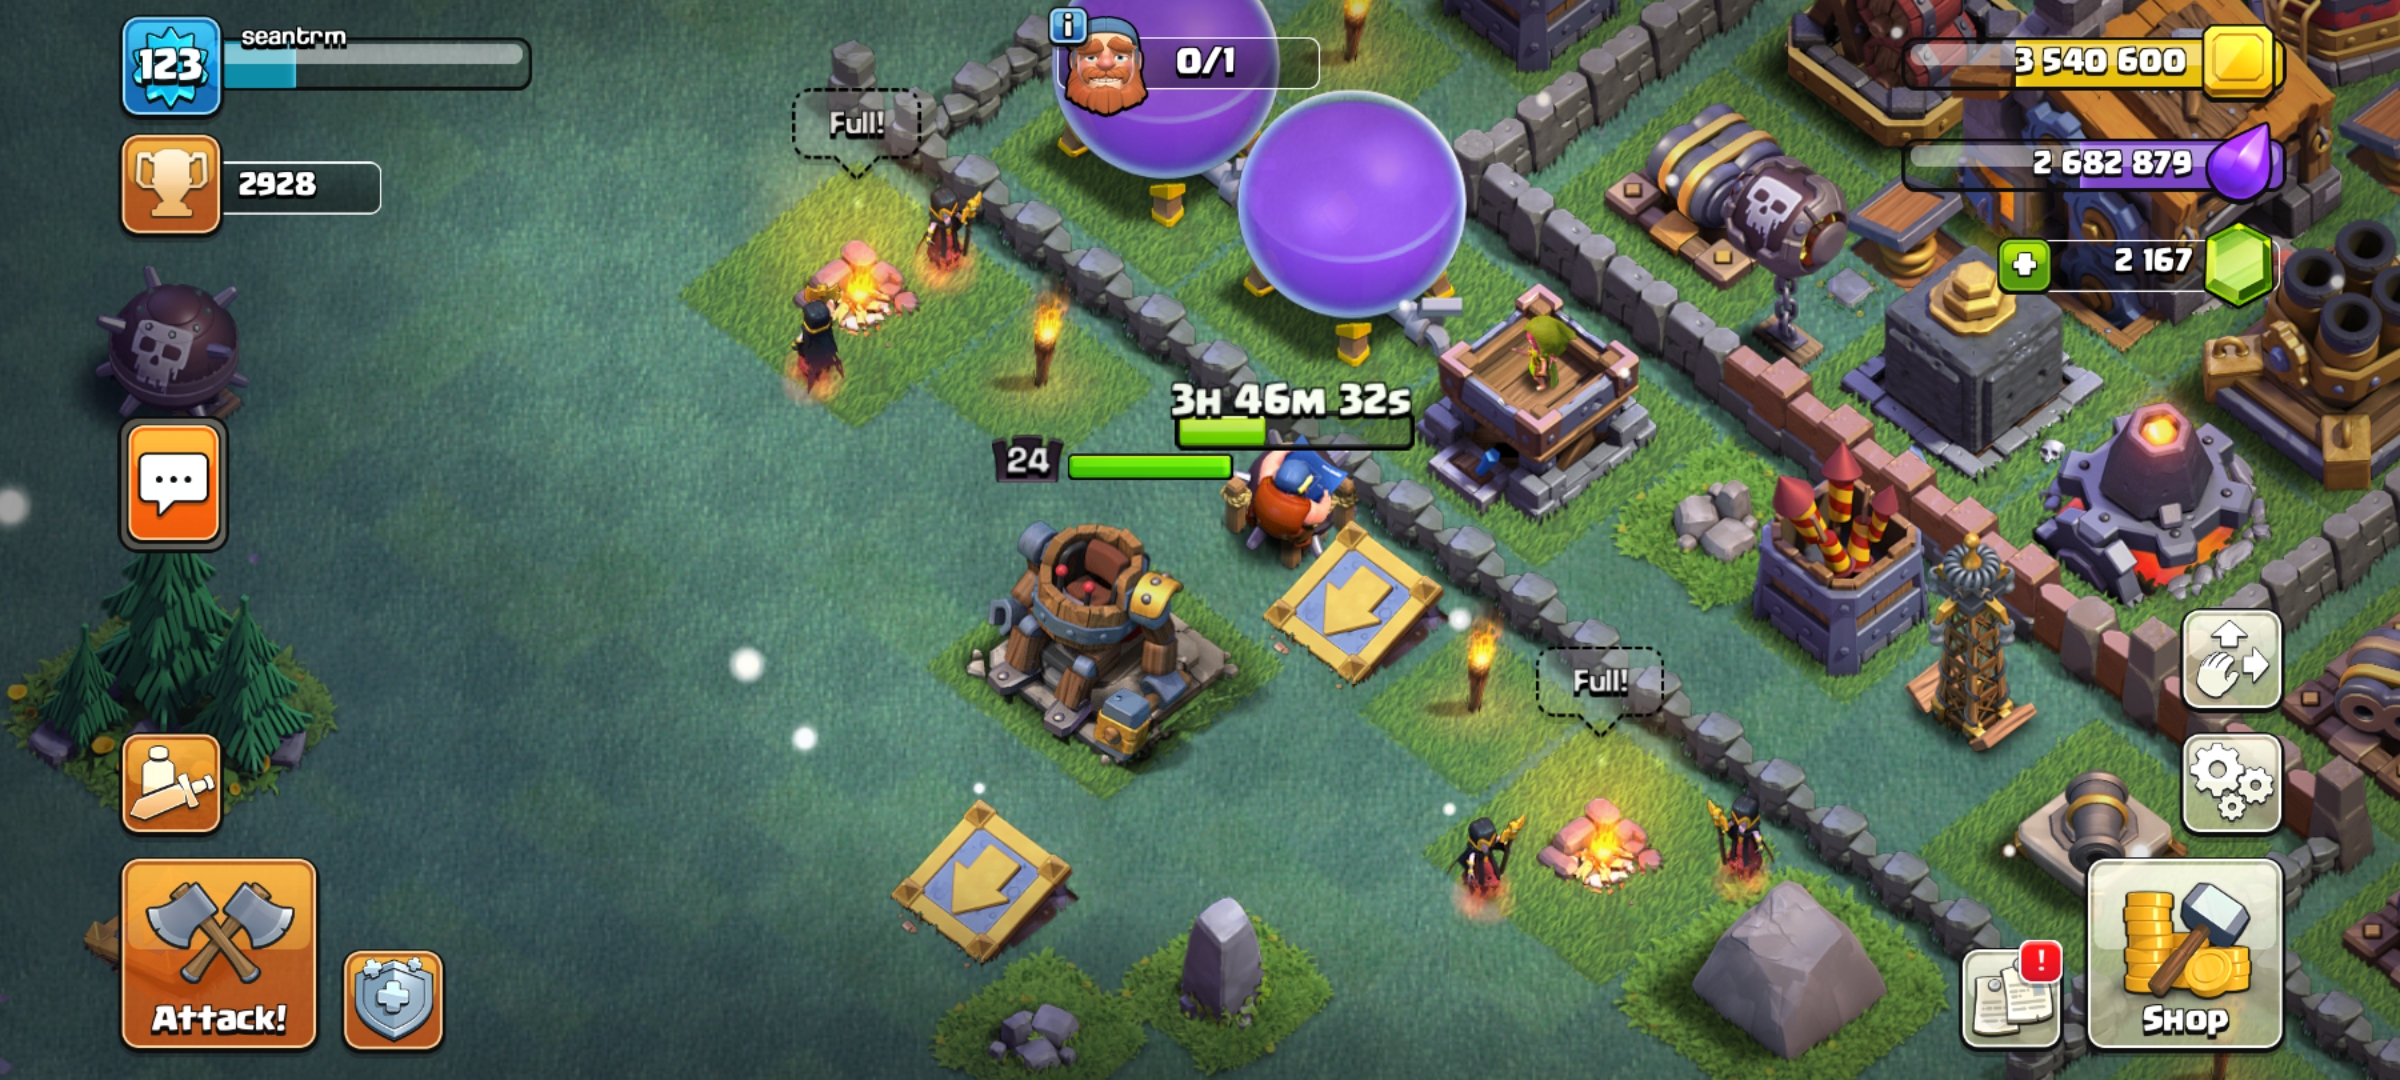 123
seantrm
0/1
3 540 600
2928
Full!
2 682 879
2 167
3H 46M 32S
24
Full!
Attack!
!
Shop